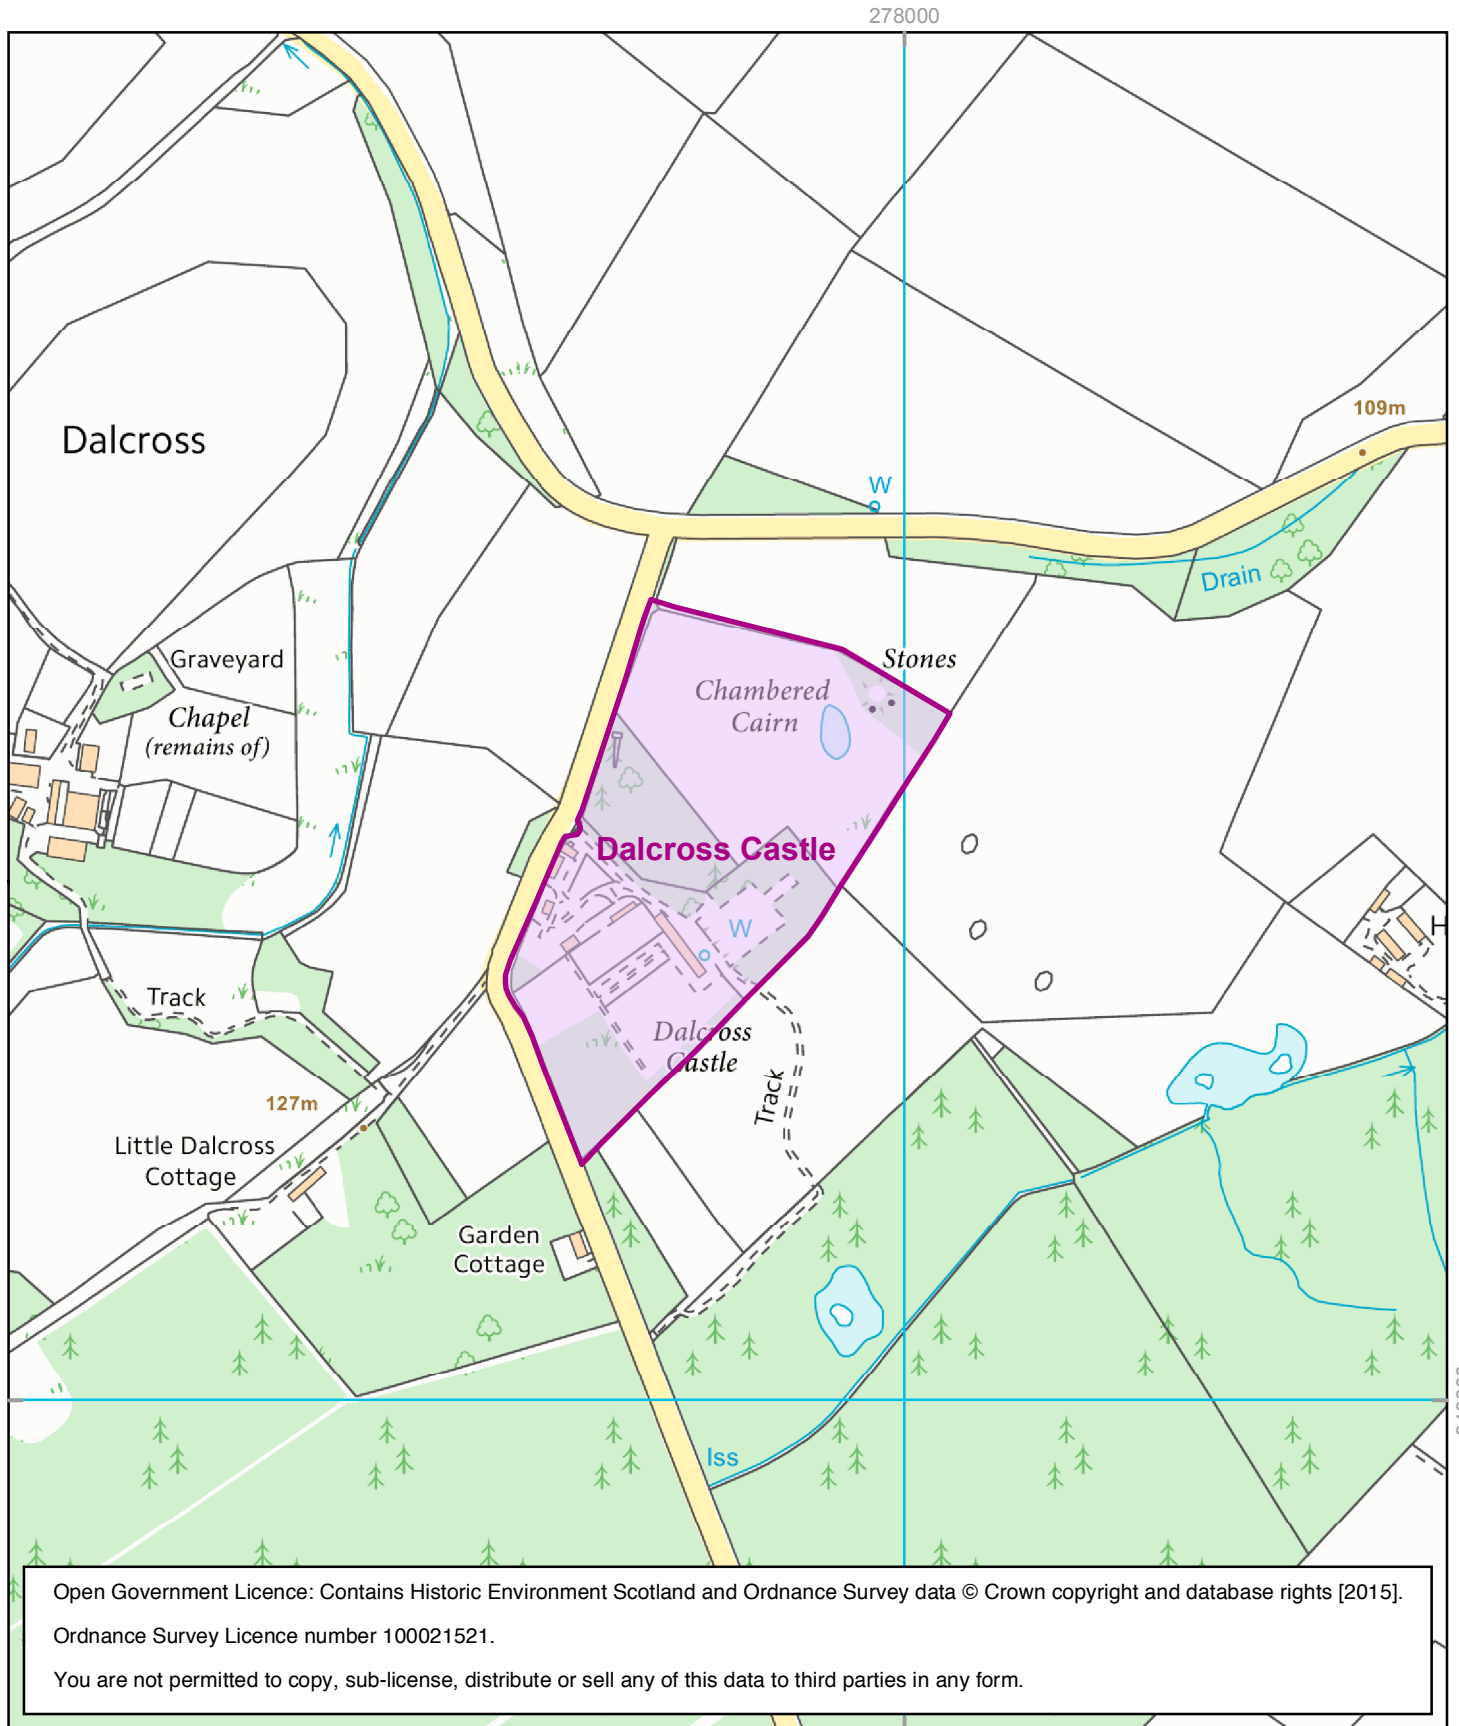 278000
109m
Dalcross
W
Drain
Graveyard
Stones
Chambered
Cairn
Chapel
(remains of)
Dalcross Castle
W
H
Track
Dalcross
Castle
Track
127m
Little Dalcross
Cottage
Garden
Cottage
Iss
Open Government Licence: Contains Historic Environment Scotland and Ordnance Survey data © Crown copyright and database rights [2015].
Ordnance Survey Licence number 100021521.
You are not permitted to copy, sub-license, distribute or sell any of this data to third parties in any form.